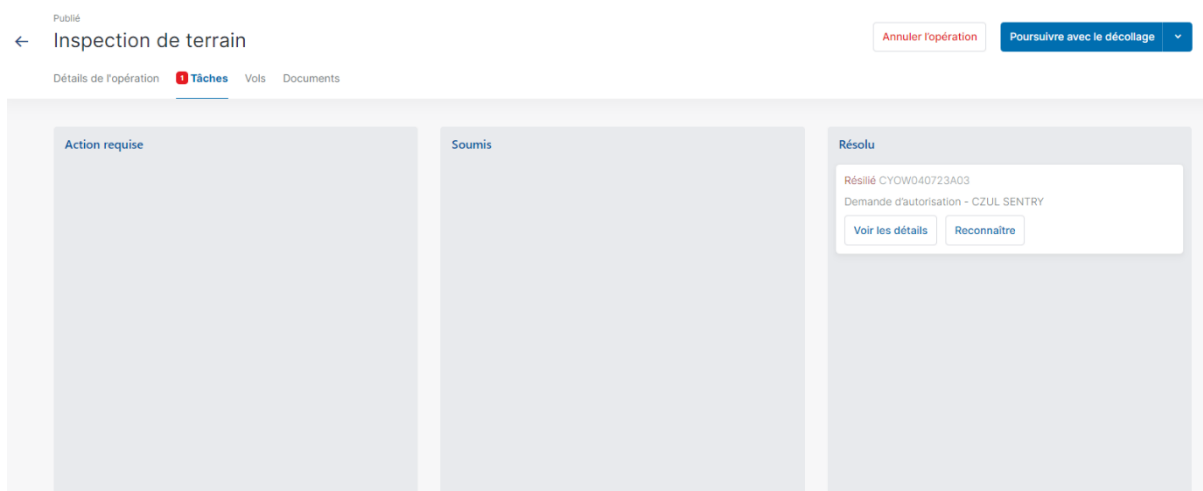 Publié
Inspection de terrain
Annuler l'opération
Poursuivre avec le décollage
Détails de l'opération 1 Tâches Vols Documents
Action requise
Soumis
Résolu
Résilié CYOW040723A03
Demande d'autorisation - CZUL SENTRY
Voir les détails Reconnaître